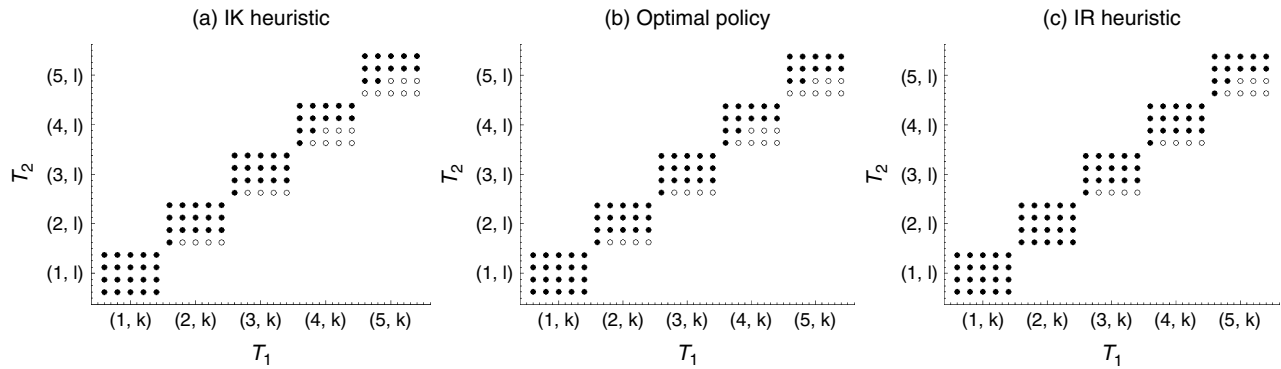 (a) IK heuristic
(b) Optimal policy
(c) IR heuristic
(5, l)
(4, l)
(3, l)
(2, l)
(1, l)
T2
(1, k) (2, k) (3, k) (4, k) (5, k)
T1
(5, l)
(4, l)
(3, l)
(2, l)
(1, l)
T2
(1, k) (2, k) (3, k) (4, k) (5, k)
T1
(5, l)
(4, l)
(3, l)
(2, l)
(1, l)
T2
(1, k) (2, k) (3, k) (4, k) (5, k)
T1